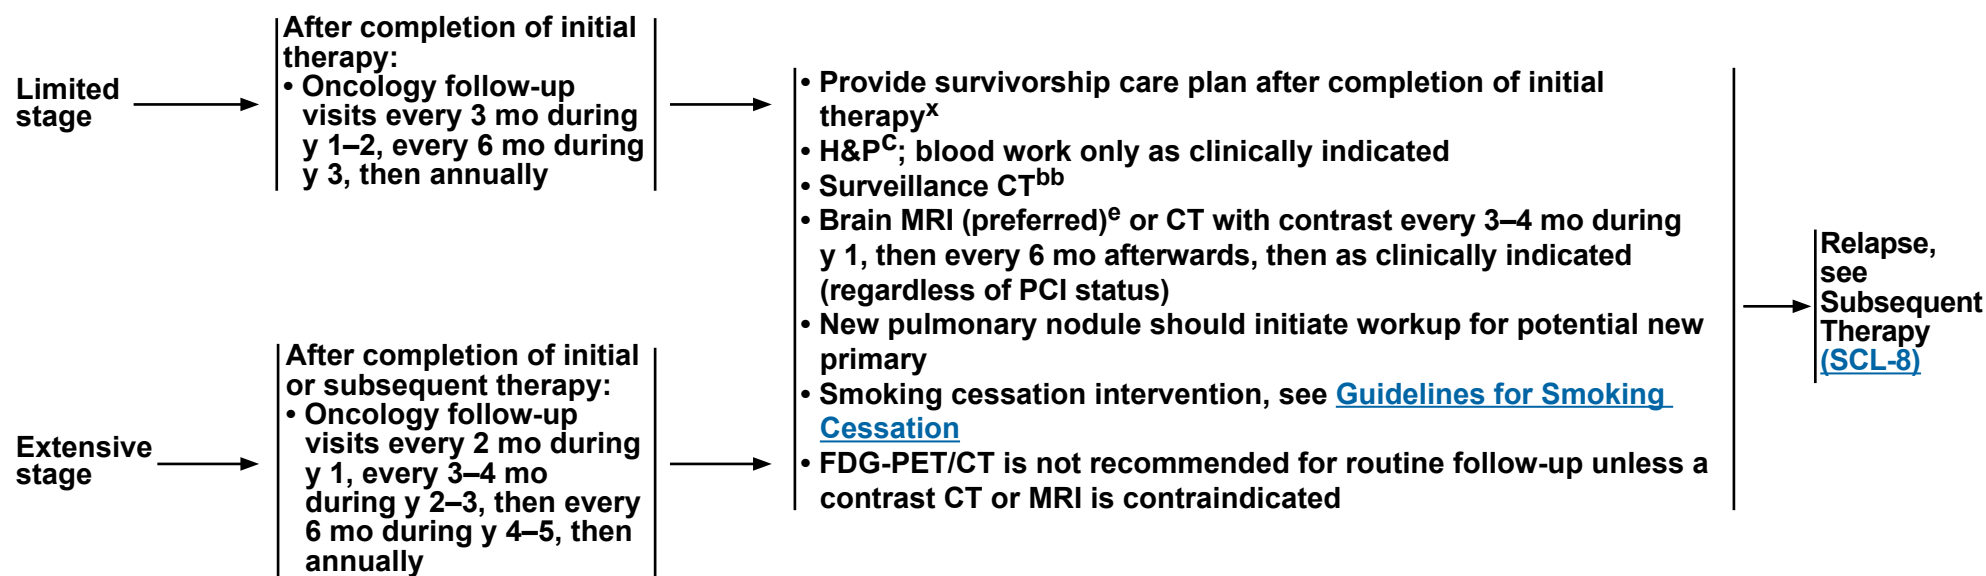 Limited
stage
After completion of initial
therapy:
• Oncology follow-up
visits every 3 mo during
y 1–2, every 6 mo during
y 3, then annually
Extensive
stage
After completion of initial
or subsequent therapy:
• Oncology follow-up
visits every 2 mo during
y 1, every 3–4 mo
during y 2–3, then every
6 mo during y 4–5, then
annually
• Provide survivorship care plan after completion of initial
therapyx
• H&Pc; blood work only as clinically indicated
• Surveillance CTbb
• Brain MRI (preferred)e or CT with contrast every 3–4 mo during
y 1, then every 6 mo afterwards, then as clinically indicated
(regardless of PCI status)
• New pulmonary nodule should initiate workup for potential new
primary
• Smoking cessation intervention, see Guidelines for Smoking
Cessation
• FDG-PET/CT is not recommended for routine follow-up unless a
contrast CT or MRI is contraindicated
Relapse,
see
Subsequent
Therapy
(SCL-8)